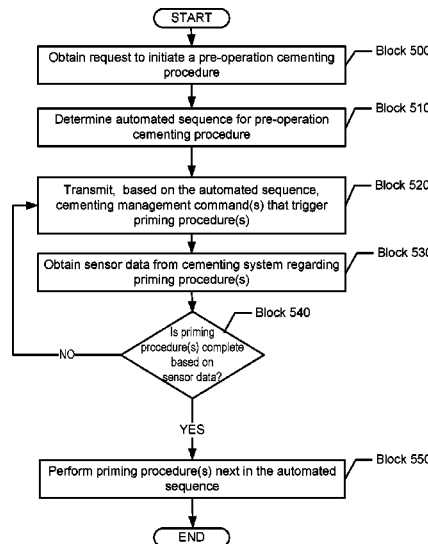 START
Obtain request to initiate a pre-operation cementing
procedure
Block 500
Determine automated sequence for pre-operation
cementing procedure
Block 510
Transmit, based on the automated sequence,
cementing management command(s) that trigger
priming procedure(s)
Block 520
Obtain sensor data from cementing system regarding
priming procedure(s)
Block 530
Is priming
procedure(s) complete
based on
sensor data?
Block 540
NO
YES
Perform priming procedure(s) next in the automated
sequence
Block 550
END